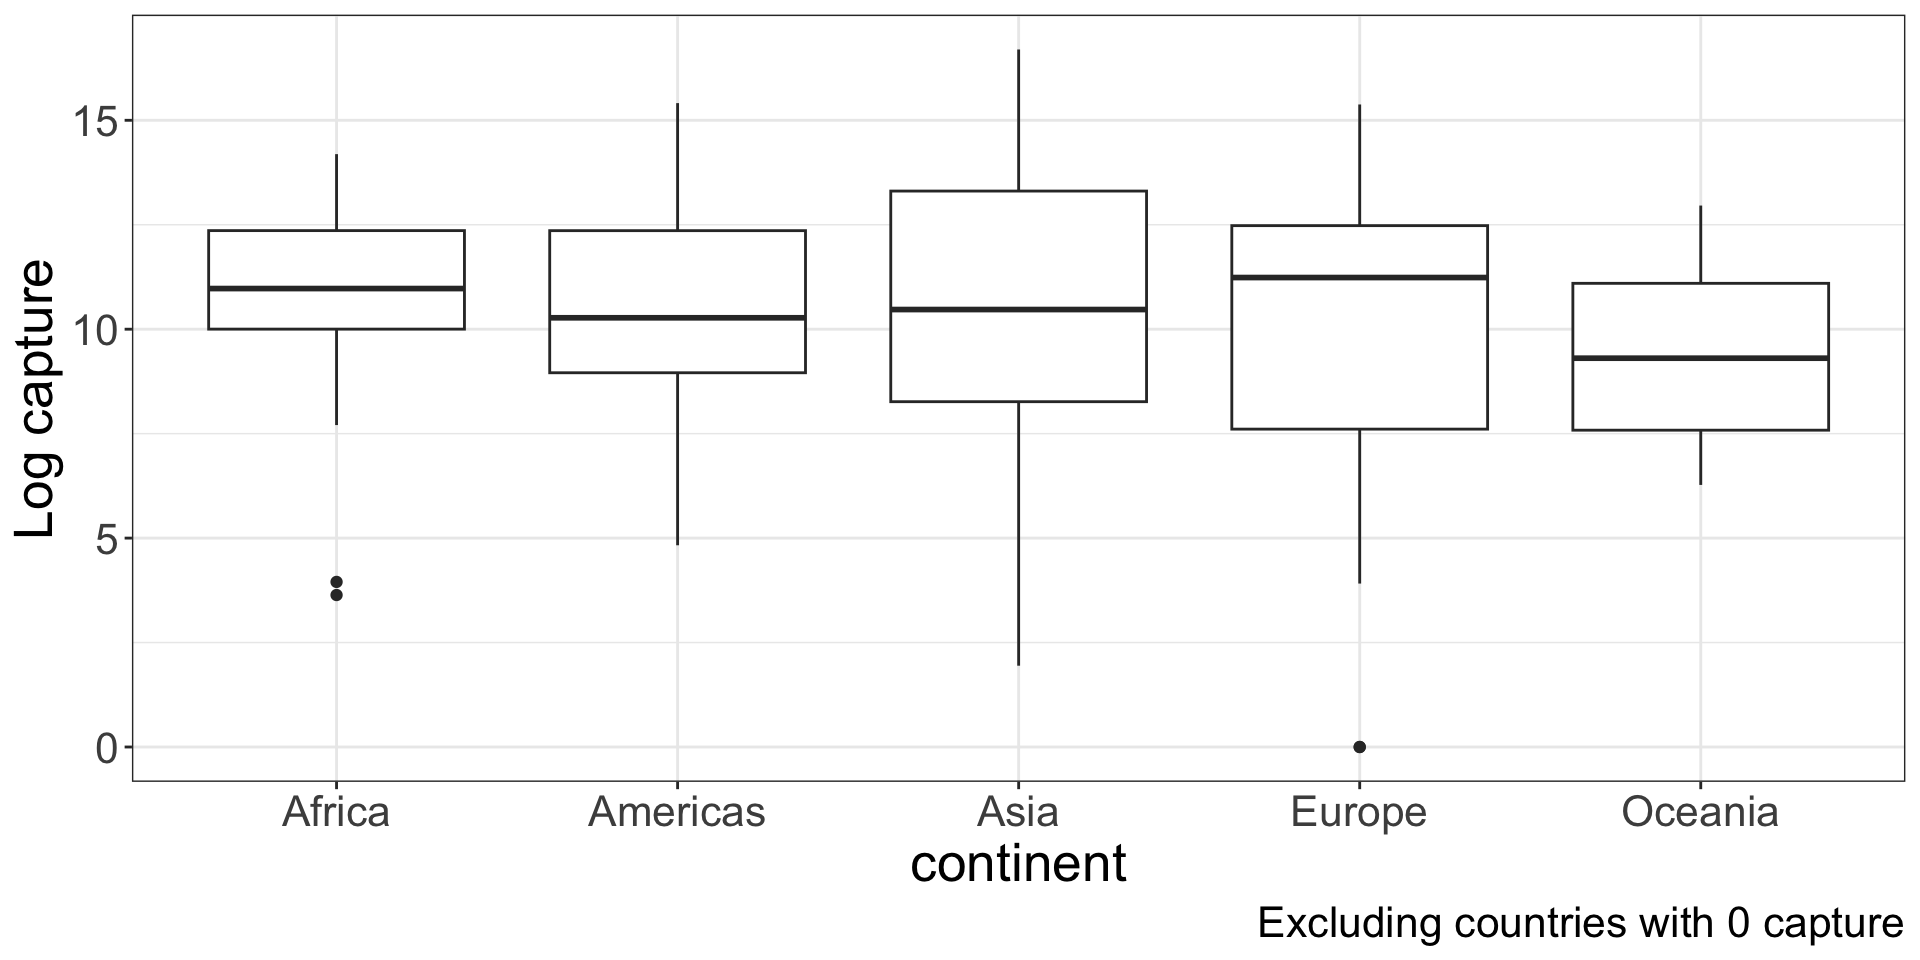 Log capture
15
10
5
0
Africa Americas Asia Europe Oceania
continent
Excluding countries with 0 capture